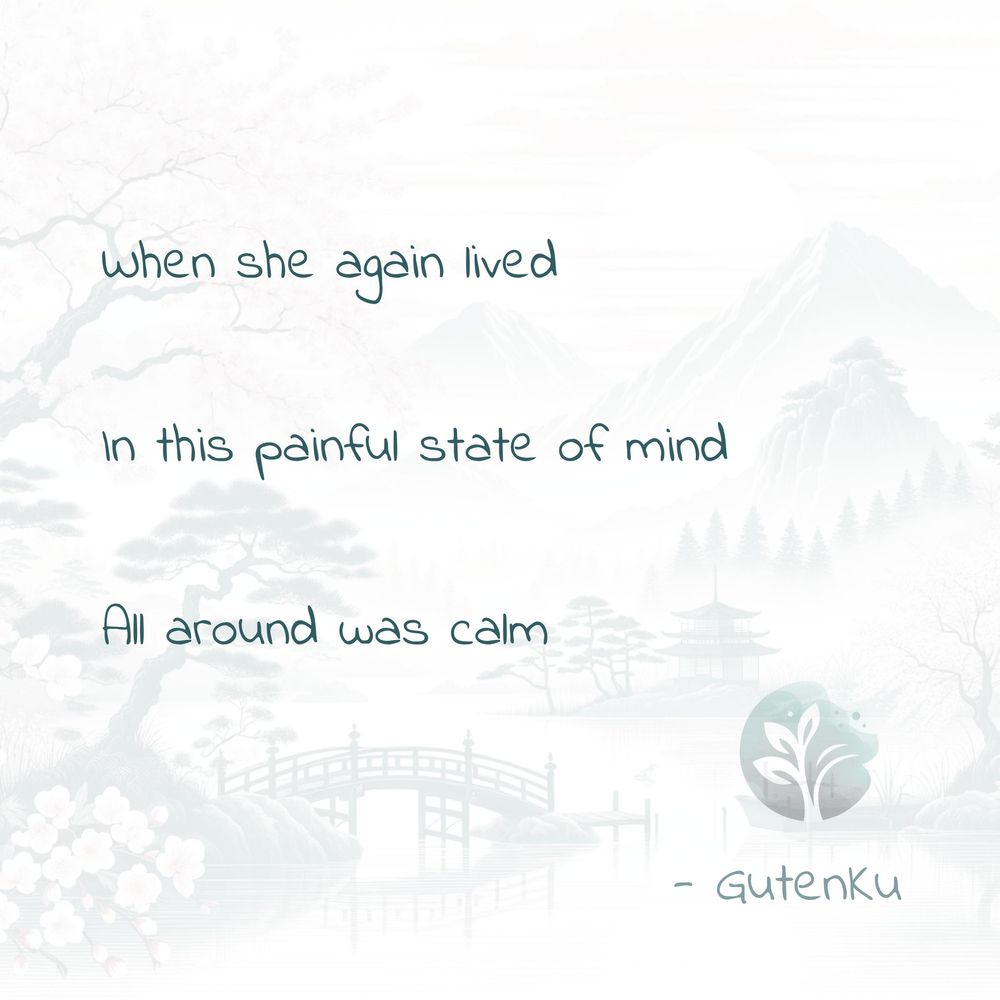 When she again lived
In this painful state of mind
All around was calm
- GutenKu